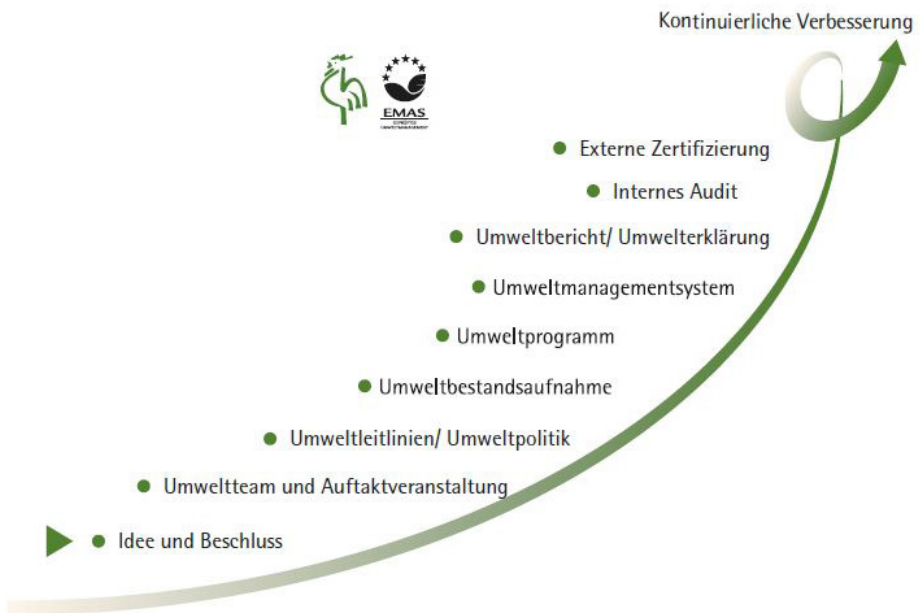 Kontinuierliche Verbesserung
EMAS
Externe Zertifizierung
Internes Audit
Umweltbericht/ Umwelterklärung
Umweltmanagementsystem
Umweltprogramm
Umweltbestandsaufnahme
Umweltleitlinien/ Umweltpolitik
Umweltteam und Auftaktveranstaltung
Idee und Beschluss